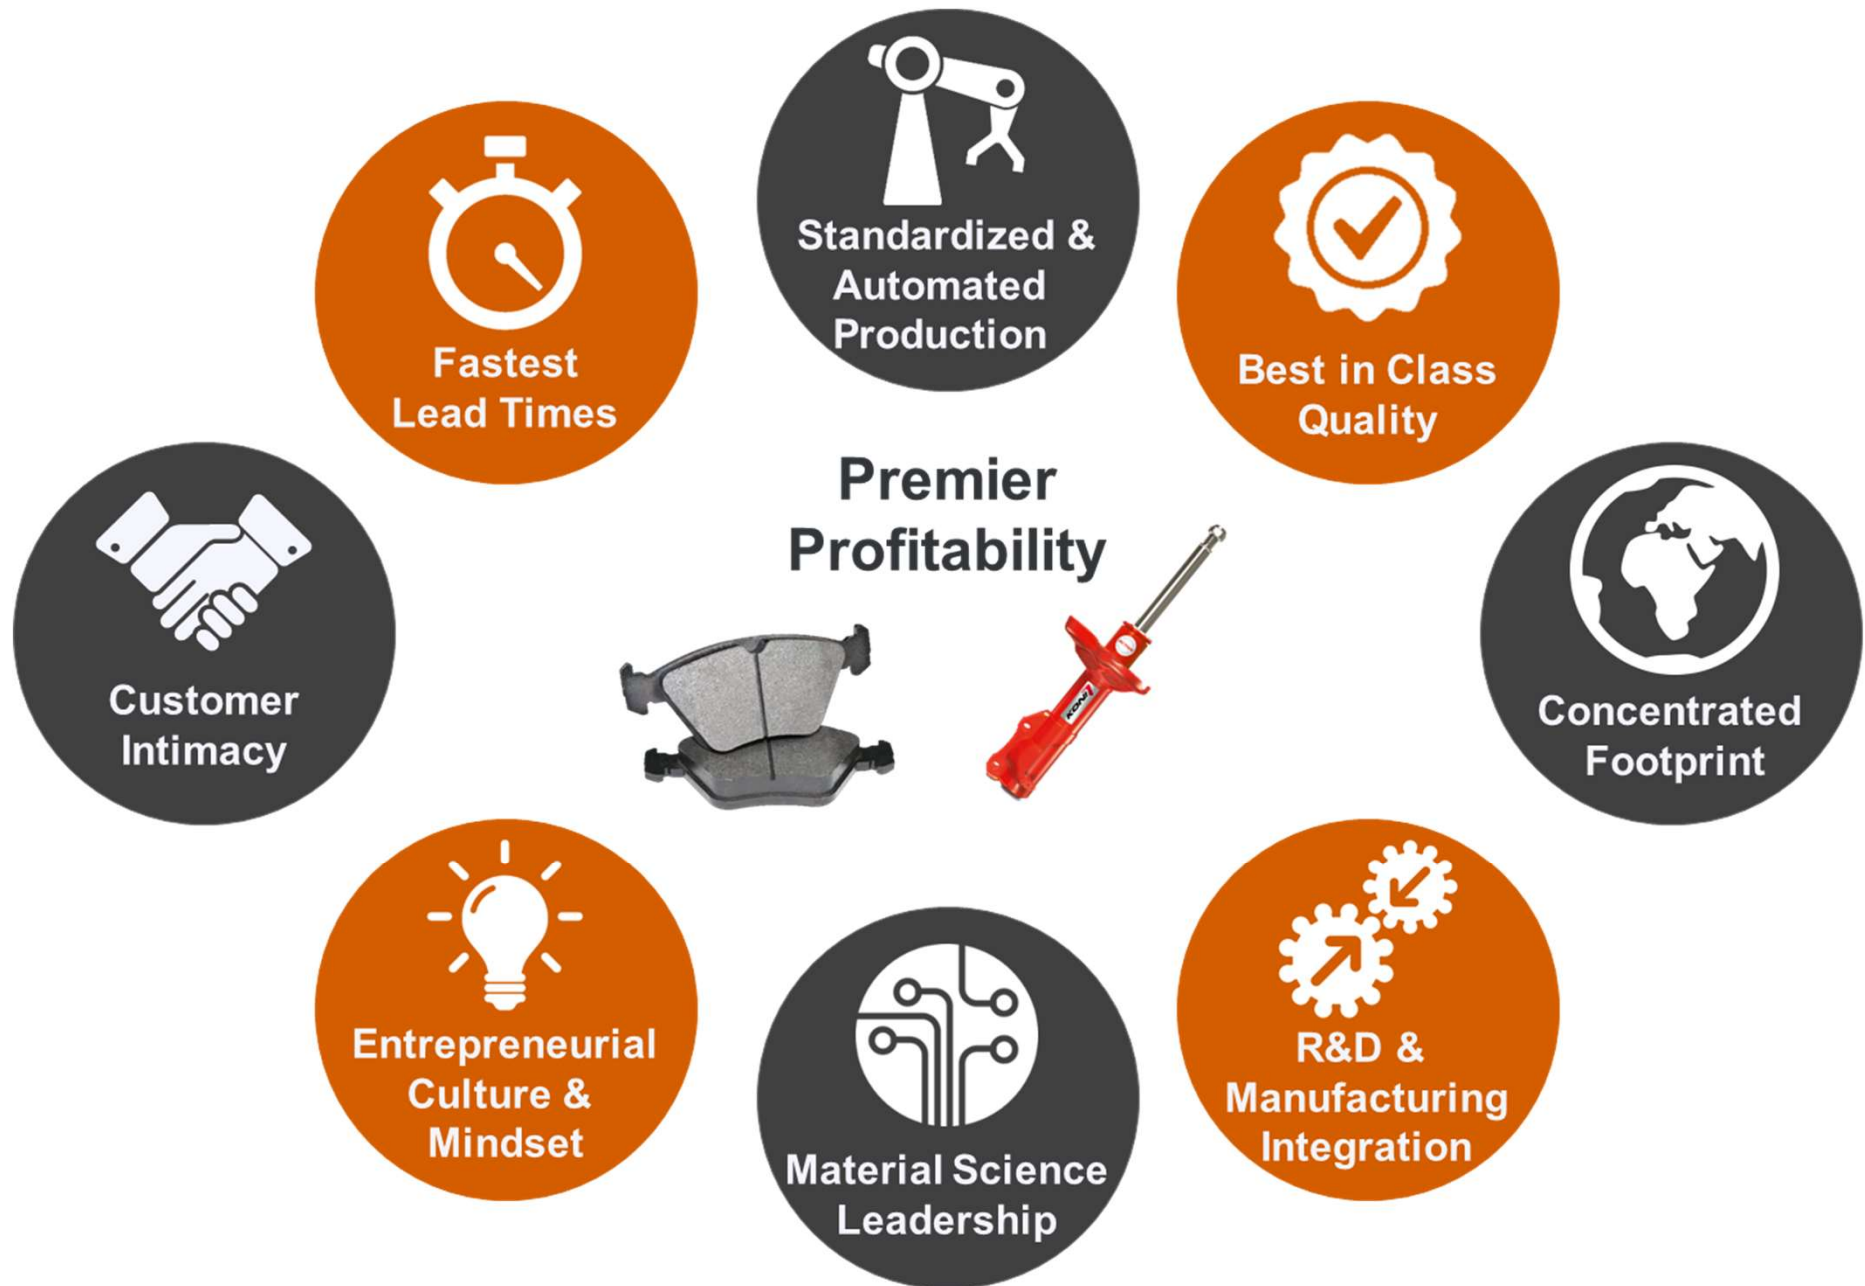 Standardized &
Automated
Production
Fastest
Lead Times
Best in Class
Quality
Premier
Profitability
Customer
Intimacy
KONI
Concentrated
Footprint
Entrepreneurial
Culture &
Mindset
R&D &
Manufacturing
Integration
Material Science
Leadership